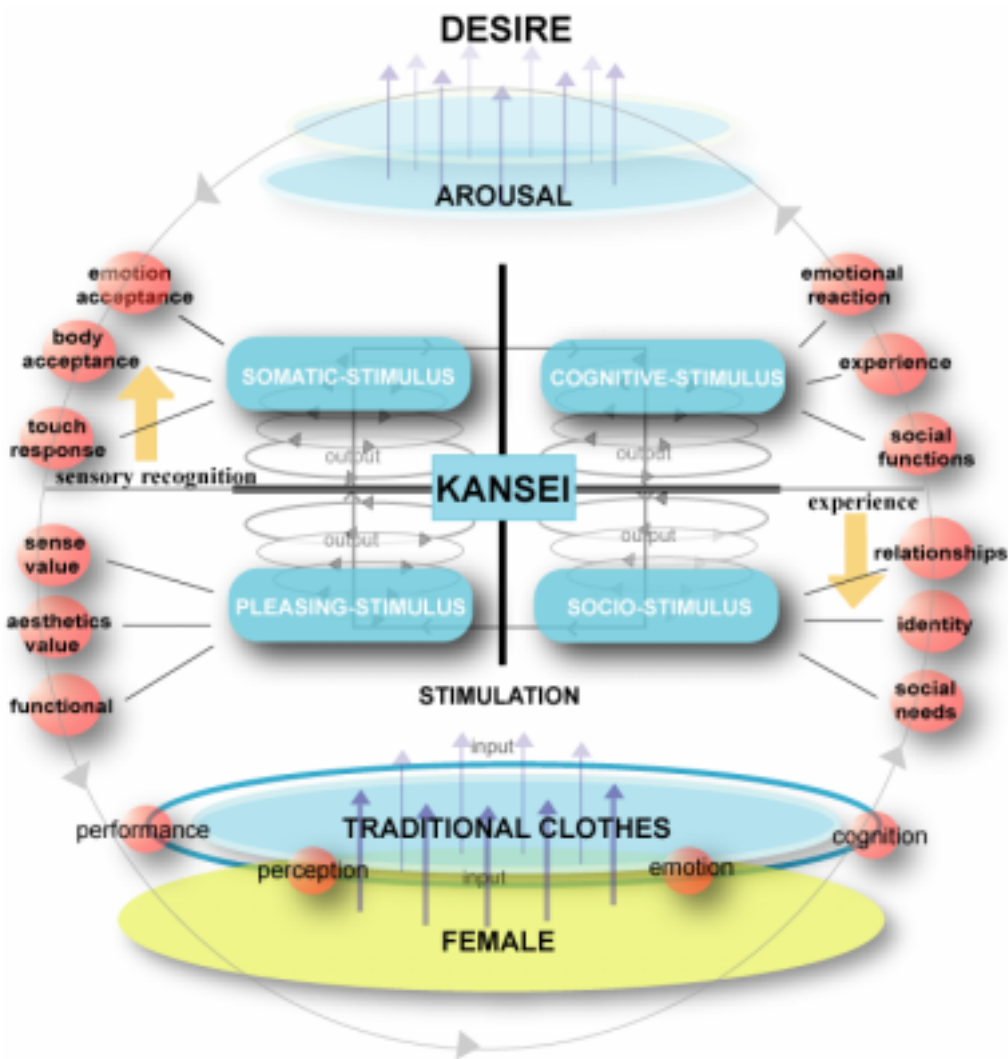 DESIRE
AROUSAL
emotion
acceptance
emotional
reaction
body
acceptance
experience
SOMATIC-STIMULUS
COGNITIVE-STIMULUS
touch
response
social
functions
output
output
sensory recognition
KANSEI
experience
sense
value
output
output
relationships
PLEASING-STIMULUS
SOCIO-STIMULUS
aesthetics
value
identity
functional
social
needs
STIMULATION
input
performance
TRADITIONAL CLOTHES
cognition
perception
input
emotion
FEMALE